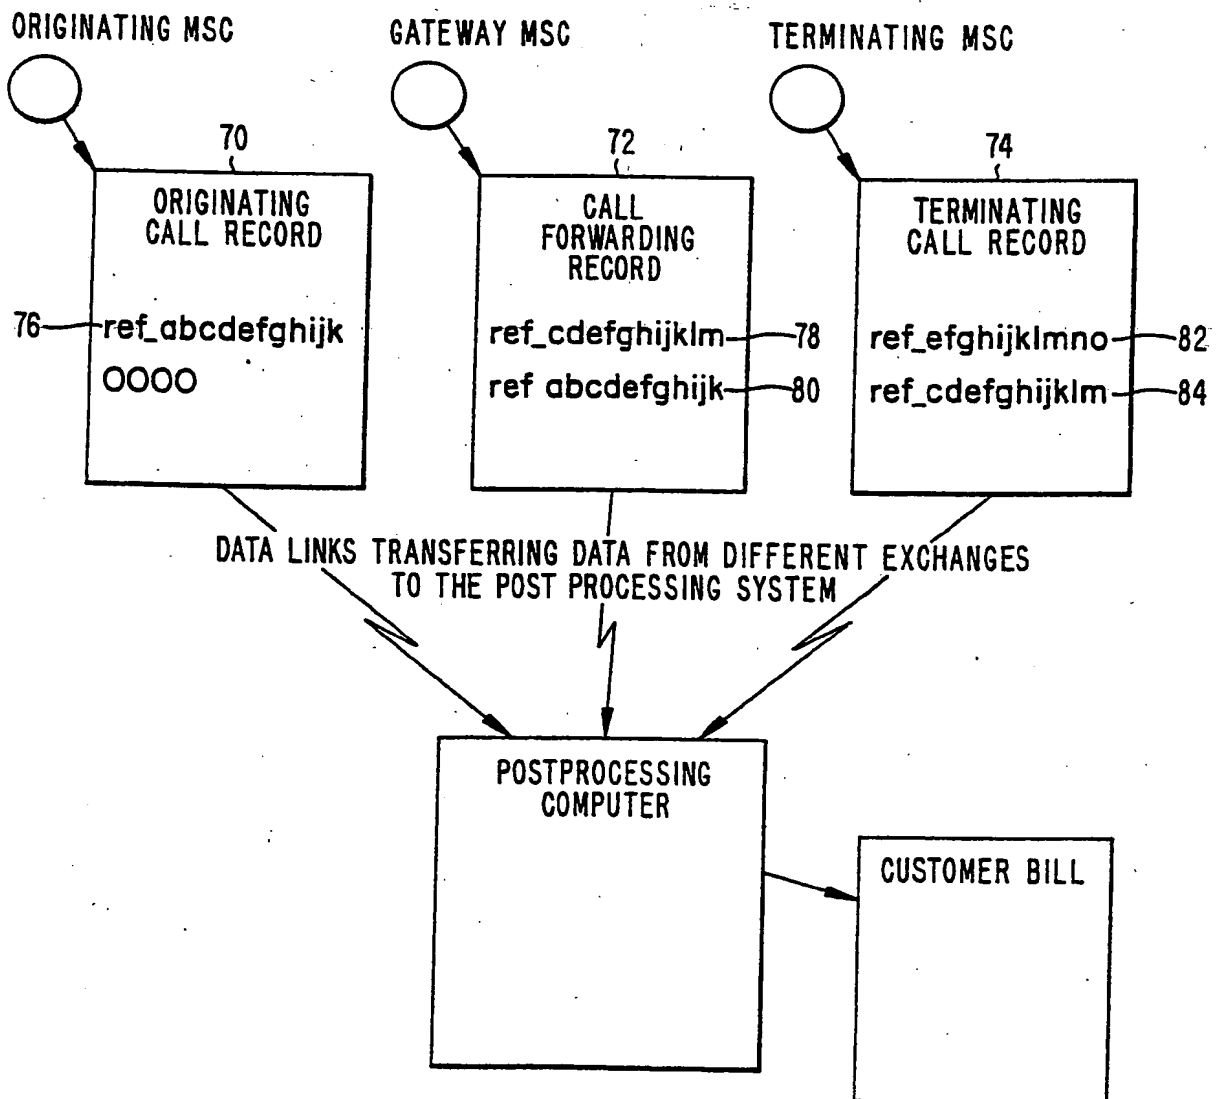 ORIGINATING MSC
GATEWAY MSC
TERMINATING MSC
70
72
74
ORIGINATING
CALL RECORD
CALL
FORWARDING
RECORD
TERMINATING
CALL RECORD
76
ref_abcdefghijk
0000
ref_cdefghijklm
78
ref abcdefghijk
80
ref_efghijklmno
82
ref_cdefghijklm
84
DATA LINKS TRANSFERRING DATA FROM DIFFERENT EXCHANGES
TO THE POST PROCESSING SYSTEM
POSTPROCESSING
COMPUTER
CUSTOMER BILL